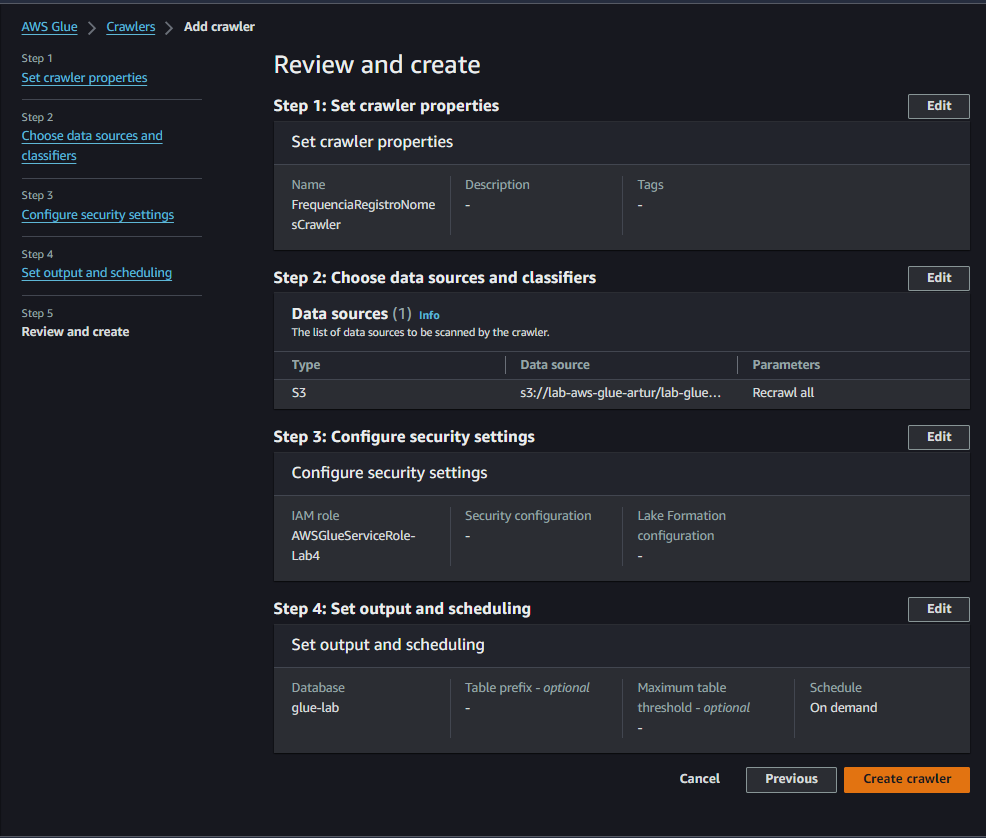 AWS Glue > Crawlers > Add crawler
Step 1
Set crawler properties
Step 2
Choose data sources and
classifiers
Step 3
Configure security settings
Step 4
Set output and scheduling
Step 5
Review and create
Review and create
Step 1: Set crawler properties
Edit
Set crawler properties
Name
FrequenciaRegistroNome
sCrawler
Description
-
Tags
-
Step 2: Choose data sources and classifiers
Edit
Data sources (1) Info
The list of data sources to be scanned by the crawler.
Type Data source Parameters
S3 s3://lab-aws-glue-artur/lab-glue... Recrawl all
Step 3: Configure security settings
Edit
Configure security settings
IAM role
AWSGlueServiceRole-
Lab4
Security configuration
-
Lake Formation
configuration
-
Step 4: Set output and scheduling
Edit
Set output and scheduling
Database
glue-lab
Table prefix - optional
-
Maximum table
threshold - optional
-
Schedule
On demand
Cancel Previous Create crawler